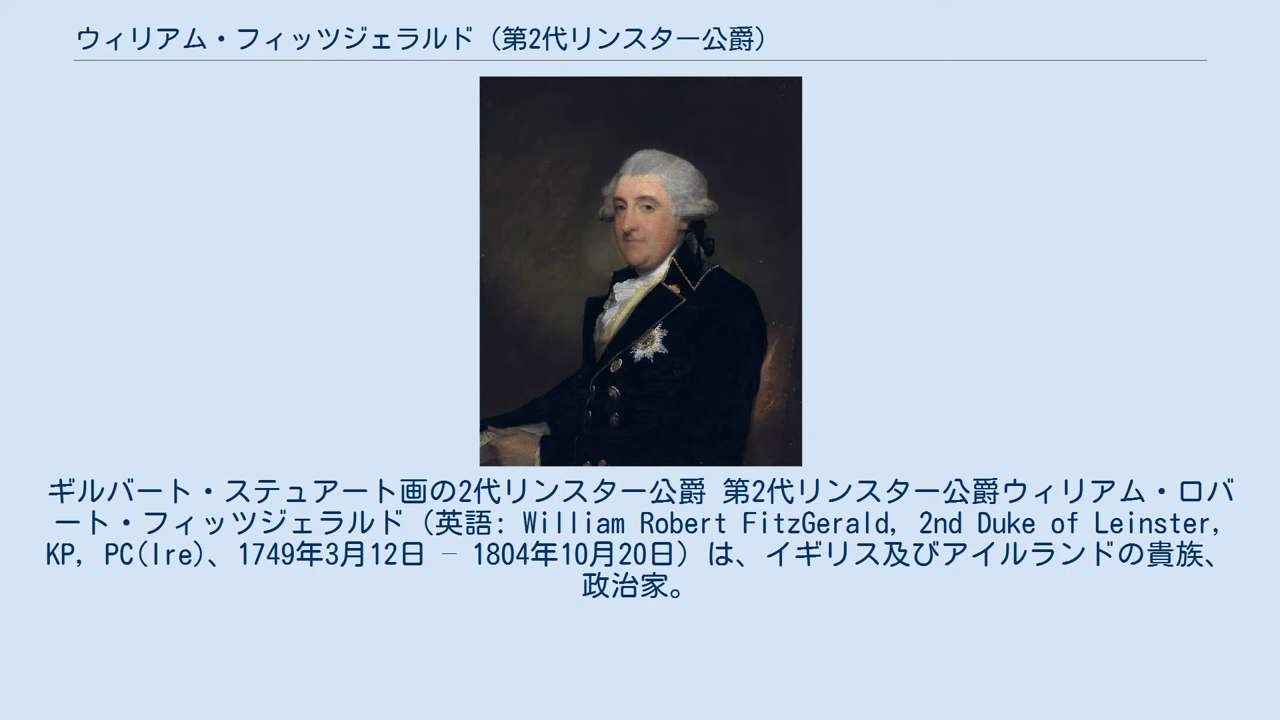 ウィリアム・フィッツジェラルド（第2代リンスター公爵）
ギルバート・ステュアート画の2代リンスター公爵 第2代リンスター公爵ウィリアム・ロバ
ート・フィッツジェラルド（英語: William Robert FitzGerald, 2nd Duke of Leinster,
KP, PC(Ire)、1749年3月12日 – 1804年10月20日）は、イギリス及びアイルランドの貴族、
政治家。